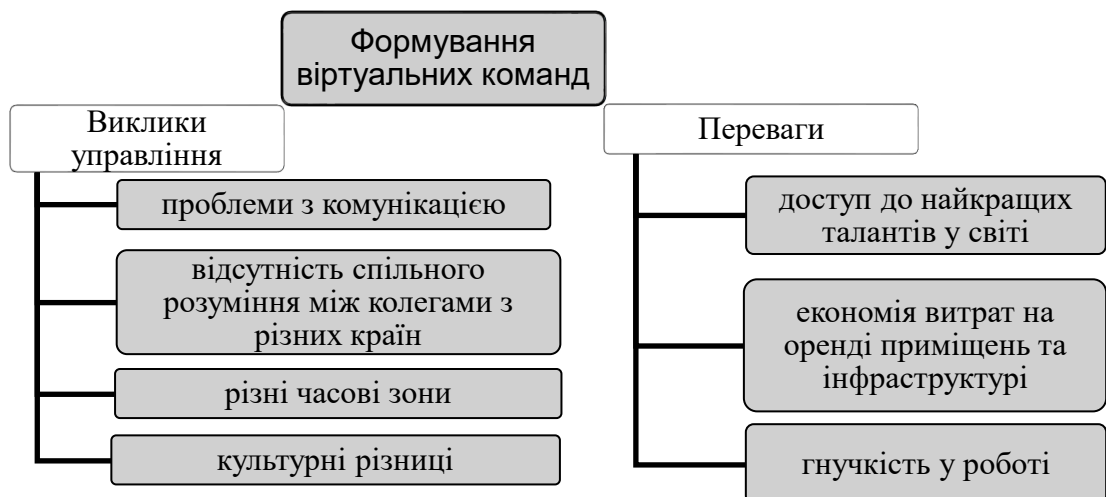 Формування
віртуальних команд
Виклики
управління
проблеми з комунікацією
відсутність спільного
розуміння між колегами з
різних країн
різні часові зони
культурні різниці
Переваги
доступ до найкращих
талантів у світі
економія витрат на
оренді приміщень та
інфраструктурі
гнучкість у роботі